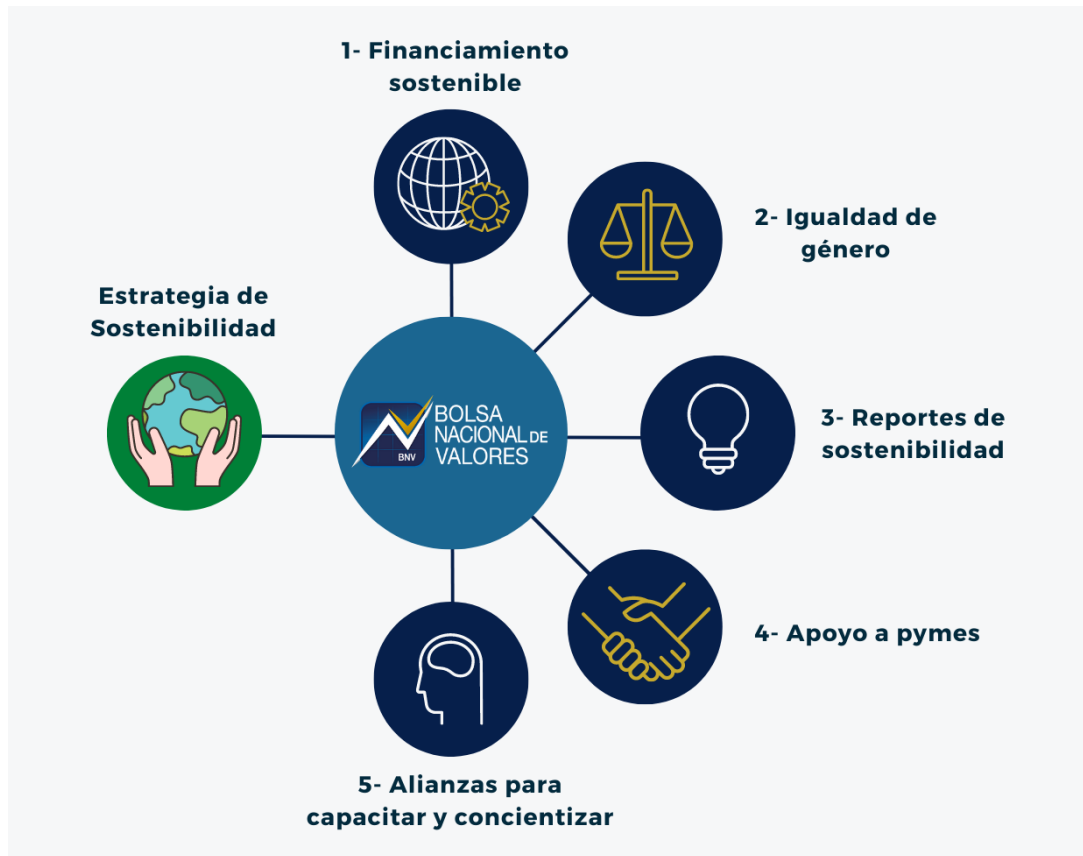 1- Financiamiento
sostenible
2- Igualdad de
género
Estrategia de
Sostenibilidad
BOLSA
NACIONAL DE
VALORES
BNV
3- Reportes de
sostenibilidad
4- Apoyo a pymes
5- Alianzas para
capacitar y concientizar